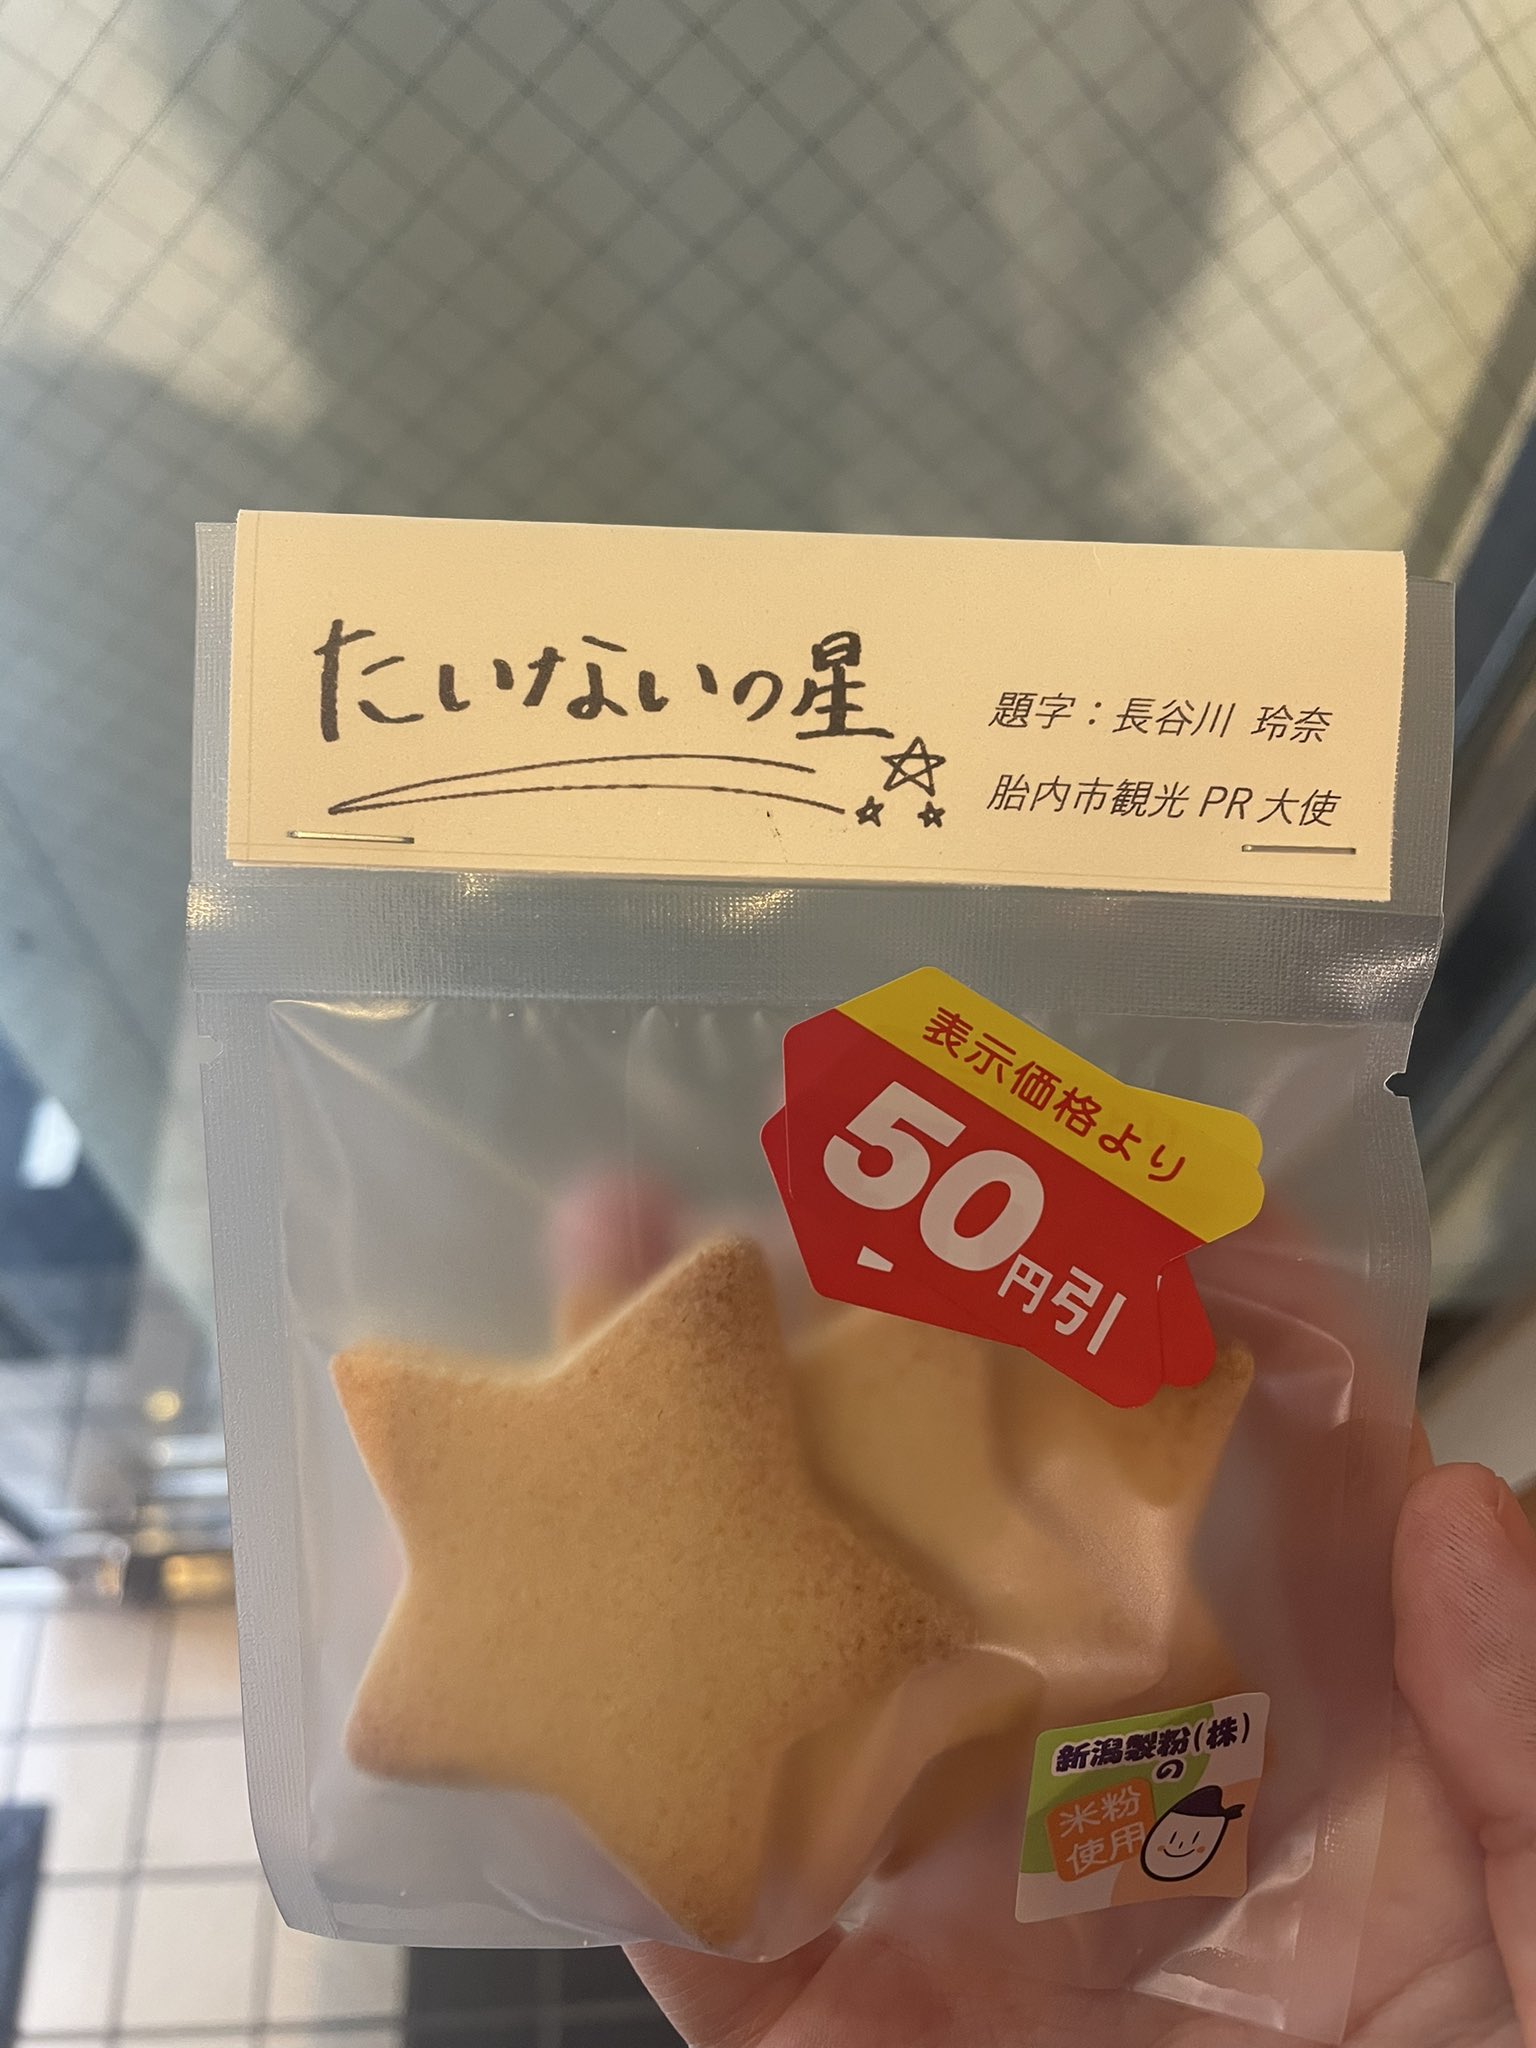 たいないの星
題字：長谷川 玲奈
胎内市観光PR大使
表示価格より
50円引
新潟製粉(株)
の
米粉
使用